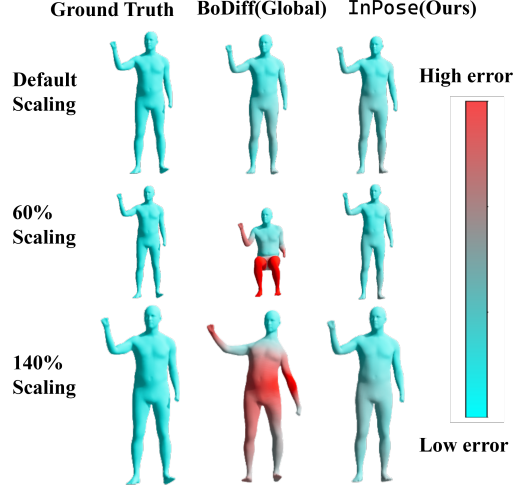 Ground Truth BoDiff(Global) InPose(Ours)
Default
Scaling
High error
60%
Scaling
140%
Scaling
Low error